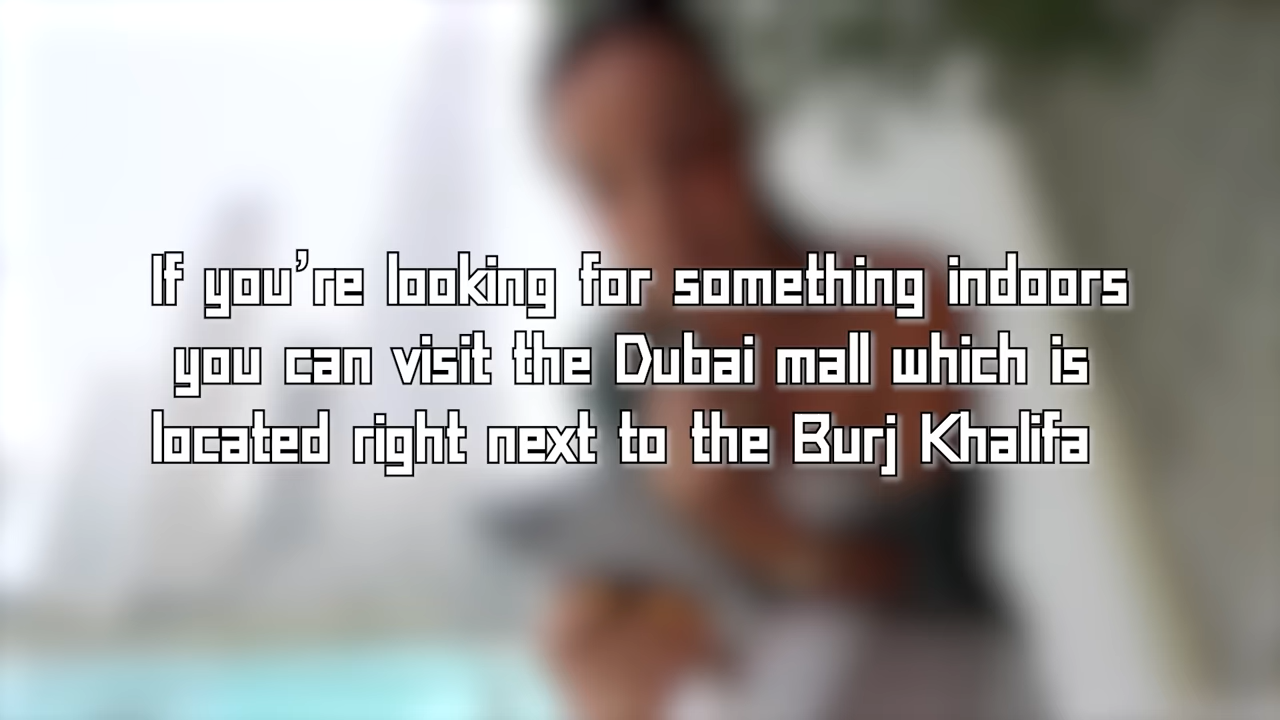 If you're looking for something indoors
you can visit the Dubai mall which is
located right next to the Burj Khalifa